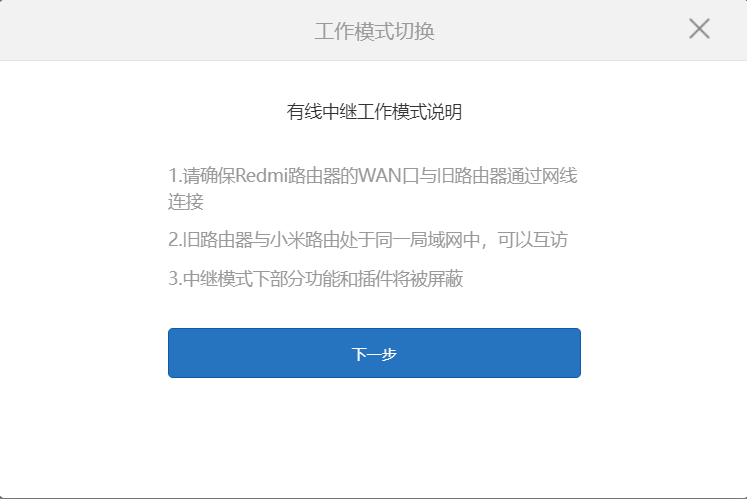 工作模式切换
有线中继工作模式说明
1.请确保Redmi路由器的WAN口与旧路由器通过网线
连接
2.旧路由器与小米路由处于同一局域网中，可以互访
3.中继模式下部分功能和插件将被屏蔽
下一步